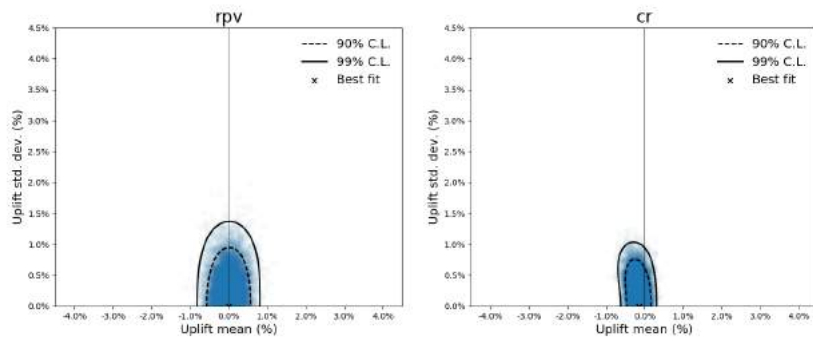 rpv
4.5%
4.0%
3.5%
3.0%
2.5%
2.0%
1.5%
1.0%
0.5%
0.0%
Uplift std. dev. (%)
90% C.L.
99% C.L.
Best fit
-4.0% -3.0% -2.0% -1.0% 0.0% 1.0% 2.0% 3.0% 4.0%
Uplift mean (%)
cr
4.5%
4.0%
3.5%
3.0%
2.5%
2.0%
1.5%
1.0%
0.5%
0.0%
Uplift std. dev. (%)
90% C.L.
99% C.L.
Best fit
-4.0% -3.0% -2.0% -1.0% 0.0% 1.0% 2.0% 3.0% 4.0%
Uplift mean (%)